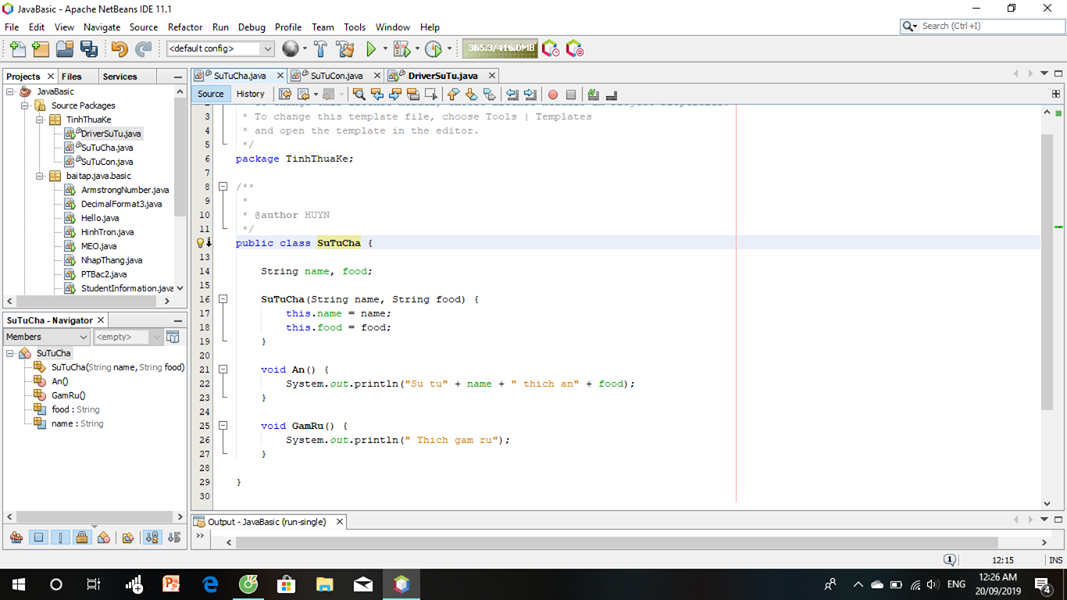 JavaBasic - Apache NetBeans IDE 11.1
File Edit View Navigate Source Refactor Run Debug Profile Team Tools Window Help
Search (Ctrl+I)
<default config>
365.3/416.0MB
Projects Files Services
JavaBasic
Source Packages
TinhThuaKe
DriverSuTu.java
SuTuCha.java
SuTuCon.java
baitap.java.basic
ArmstrongNumber.java
DecimalFormat3.java
Hello.java
HinhTron.java
MEO.java
NhapThang.java
PTBac2.java
StudentInformation.java
SuTuCha - Navigator
Members <empty>
SuTuCha
SuTuCha(String name, String food)
An()
GamRu()
food : String
name : String
SuTuCha.java SuTuCon.java DriverSuTu.java
Source History
3 * To change this template file, choose Tools | Templates
4 * and open the template in the editor.
5 */
6 package TinhThuaKe;
7
8 /**
9 *
10 * @author HUYN
11 */
public class SuTuCha {
13
14 String name, food;
15
16 SuTuCha(String name, String food) {
17 this.name = name;
18 this.food = food;
19 }
20
21 void An() {
22 System.out.println("Su tu" + name + " thich an" + food);
23 }
24
25 void GamRu() {
26 System.out.println(" Thich gam ru");
27 }
28
29 }
30
Output - JavaBasic (run-single)
1 12:15 INS
ENG 12:26 AM
20/09/2019
4